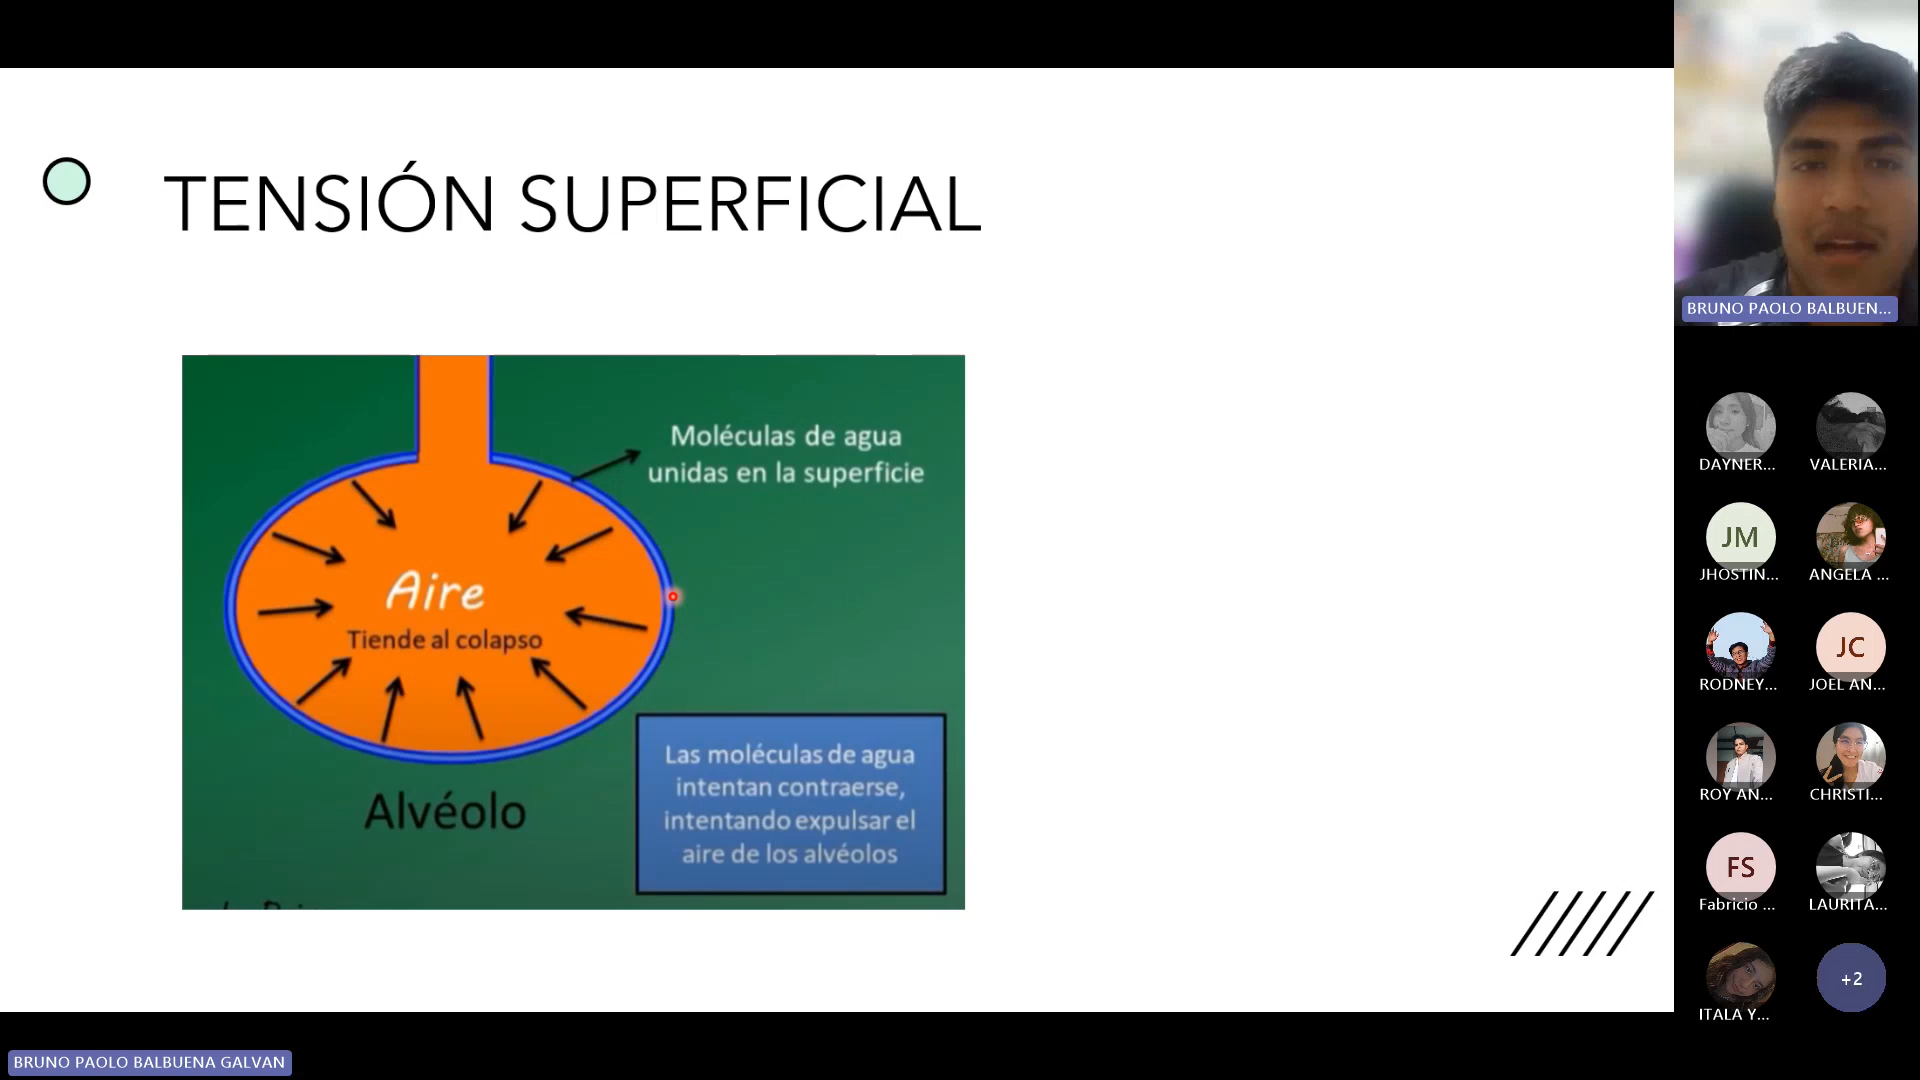 TENSIÓN SUPERFICIAL
Moléculas de agua
unidas en la superficie
Aire
Tiende al colapso
Alvéolo
Las moléculas de agua
intentan contraerse,
intentando expulsar el
aire de los alvéolos
BRUNO PAOLO BALBUEN...
DAYNER...
VALERIA...
JM
JHOSTIN...
ANGELA ...
RODNEY...
JC
JOEL AN...
ROY AN...
CHRISTI...
FS
Fabricio ...
LAURITA...
ITALA Y...
+2
BRUNO PAOLO BALBUENA GALVAN